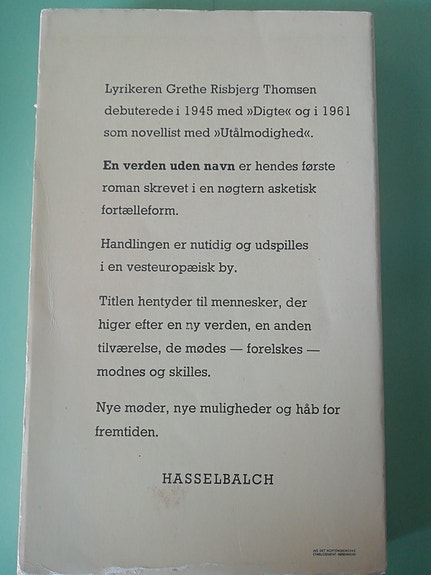 Lyrikeren Grethe Risbjerg Thomsen
debuterede i 1945 med »Digte« og i 1961
som novellist med »Utålmodighed«.
En verden uden navn er hendes første
roman skrevet i en nøgtern asketisk
fortælleform.
Handlingen er nutidig og udspilles
i en vesteuropæisk by.
Titlen hentyder til mennesker, der
higer efter en ny verden, en anden
tilværelse, de mødes — forelskes —
modnes og skilles.
Nye møder, nye muligheder og håb for
fremtiden.
HASSELBALCH